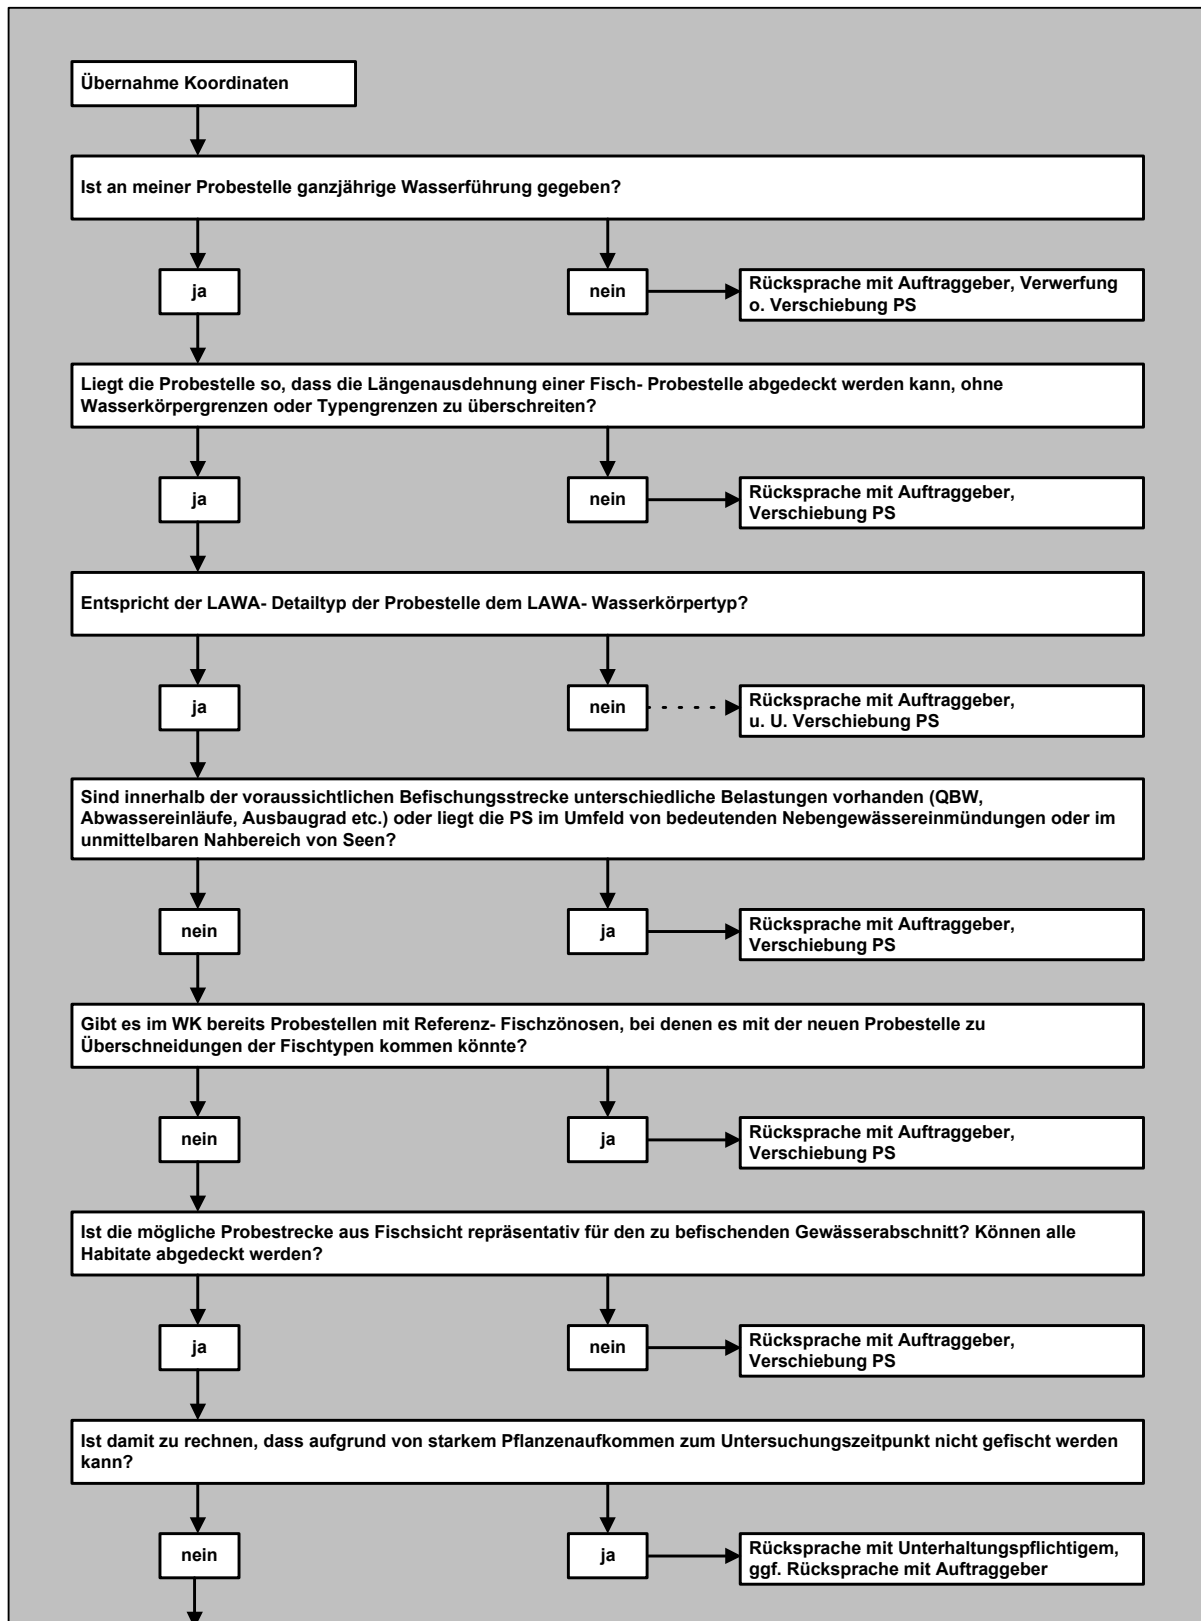 Übernahme Koordinaten
Ist an meiner Probestelle ganzjährige Wasserführung gegeben?
ja
nein
Rücksprache mit Auftraggeber, Verwerfung
o. Verschiebung PS
Liegt die Probestelle so, dass die Längenausdehnung einer Fisch- Probestelle abgedeckt werden kann, ohne
Wasserkörpergrenzen oder Typengrenzen zu überschreiten?
ja
nein
Rücksprache mit Auftraggeber,
Verschiebung PS
Entspricht der LAWA- Detailtyp der Probestelle dem LAWA- Wasserkörpertyp?
ja
nein
Rücksprache mit Auftraggeber,
u. U. Verschiebung PS
Sind innerhalb der voraussichtlichen Befischungsstrecke unterschiedliche Belastungen vorhanden (QBW,
Abwassereinläufe, Ausbaugrad etc.) oder liegt die PS im Umfeld von bedeutenden Nebengewässereinmündungen oder im
unmittelbaren Nahbereich von Seen?
nein
ja
Rücksprache mit Auftraggeber,
Verschiebung PS
Gibt es im WK bereits Probestellen mit Referenz- Fischzönosen, bei denen es mit der neuen Probestelle zu
Überschneidungen der Fischtypen kommen könnte?
nein
ja
Rücksprache mit Auftraggeber,
Verschiebung PS
Ist die mögliche Probestrecke aus Fischsicht repräsentativ für den zu befischenden Gewässerabschnitt? Können alle
Habitate abgedeckt werden?
ja
nein
Rücksprache mit Auftraggeber,
Verschiebung PS
Ist damit zu rechnen, dass aufgrund von starkem Pflanzenaufkommen zum Untersuchungszeitpunkt nicht gefischt werden
kann?
nein
ja
Rücksprache mit Unterhaltungspflichtigem,
ggf. Rücksprache mit Auftraggeber